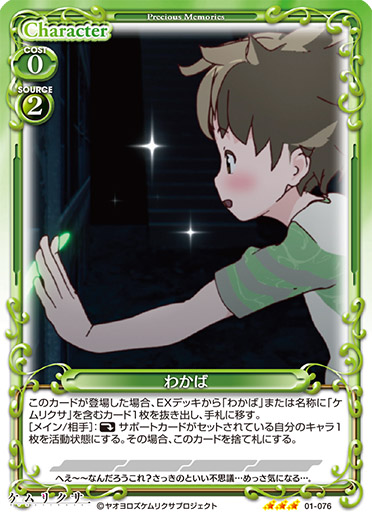 Precious Memories
Character
COST
0
SOURCE
2
わかば
このカードが登場した場合、EXデッキから「わかば」または名称に「ケ
ムリクサ」を含むカード1枚を抜き出し、手札に移す。
[メイン/相手]: サポートカードがセットされている自分のキャラ1
枚を活動状態にする。その場合、このカードを捨て札にする。
へえ~~なんだろうこれ?さっきのといい不思議…めっさ気になる…。
ケムリクサ
©ヤオヨロズケムリクサプロジェクト
01-076